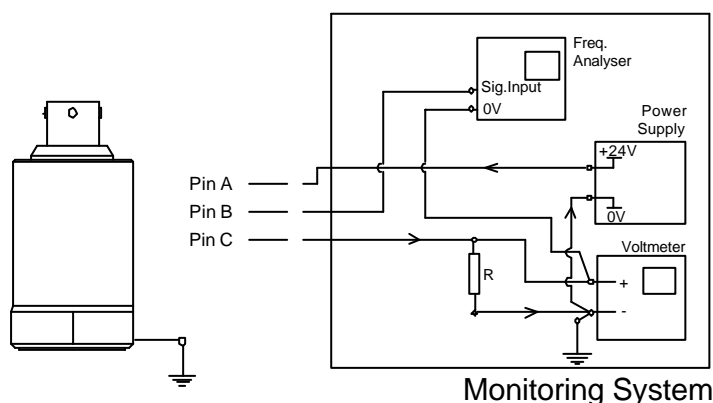 Freq.
Analyser
Sig.Input
0V
Power
Supply
+24V
0V
Pin A
Pin B
Pin C
Voltmeter
R
+
-
Monitoring System